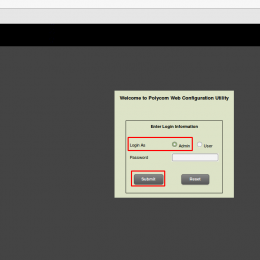 Welcome to Polycom Web Configuration Utility
Enter Login Information
Login As Admin User
Password
Submit Reset